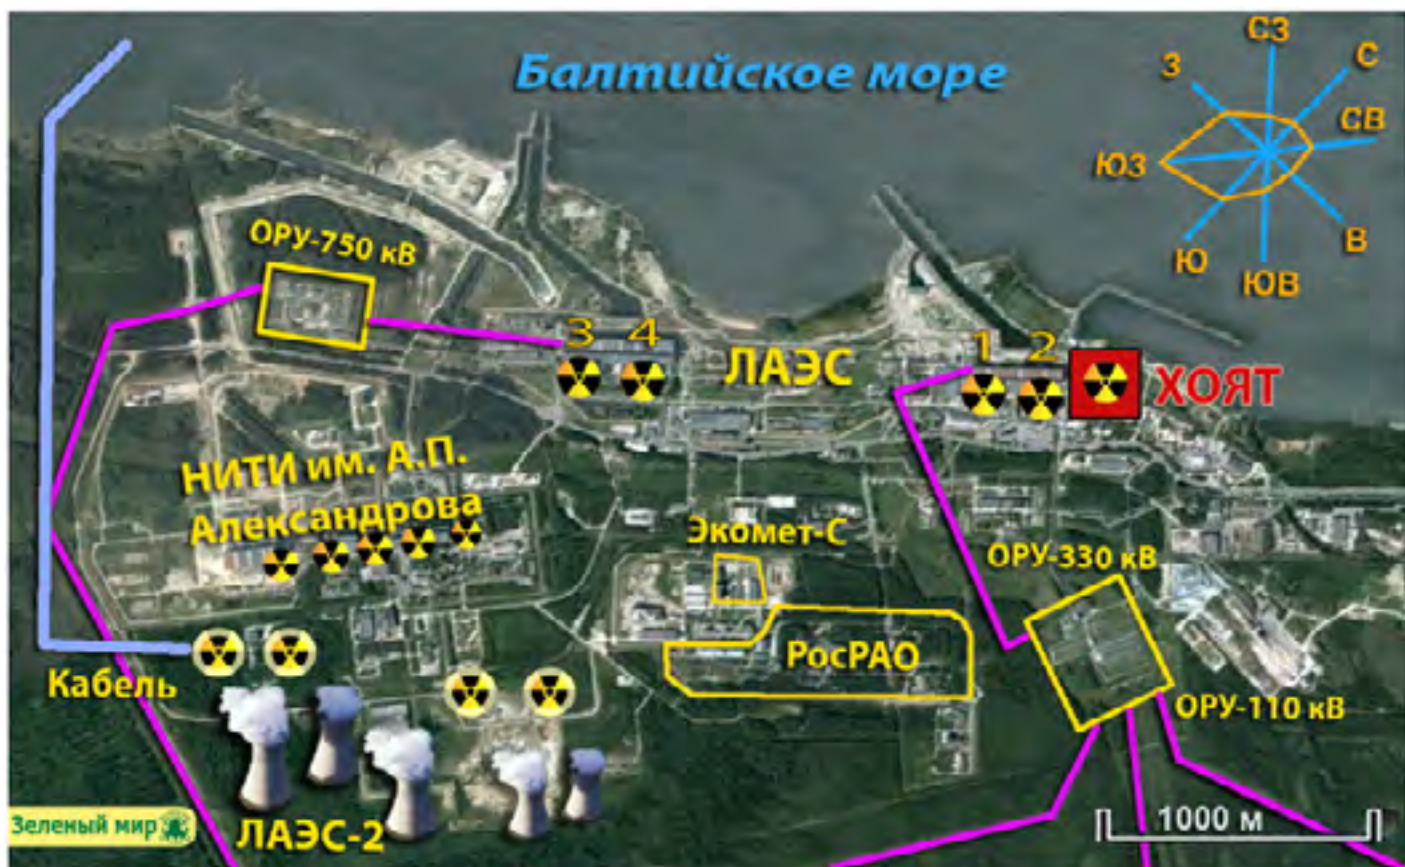 Балтийское море
СЗ
З
С
СВ
ЮЗ
В
Ю
ЮВ
ОРУ-750 кВ
3 4
ЛАЭС
1 2
ХОЯТ
НИТИ им. А.П.
Александрова
Экомет-С
ОРУ-330 кВ
РосРАО
Кабель
ОРУ-110 кВ
Зеленый мир
ЛАЭС-2
1000 м